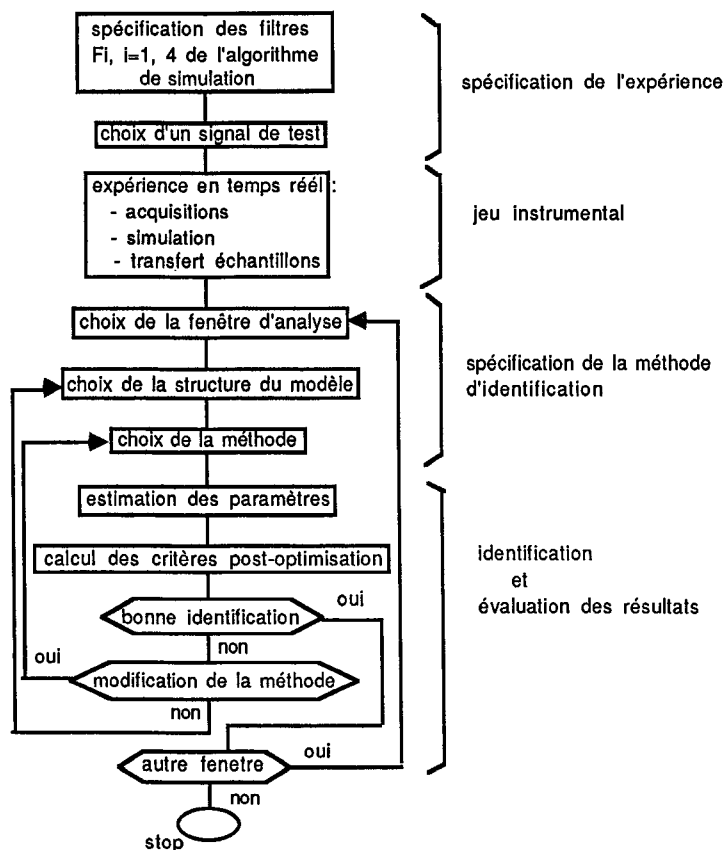 spécification des filtres
Fi, i=1, 4 de l'algorithme
de simulation
spécification de l'expérience
choix d'un signal de test
expérience en temps réél :
- acquisitions
- simulation
- transfert échantillons
jeu instrumental
choix de la fenêtre d'analyse
choix de la structure du modèle
spécification de la méthode
d'identification
choix de la méthode
estimation des paramètres
calcul des critères post-optimisation
identification
et
évaluation des résultats
bonne identification
oui
non
oui
modification de la méthode
non
autre fenetre
oui
non
stop